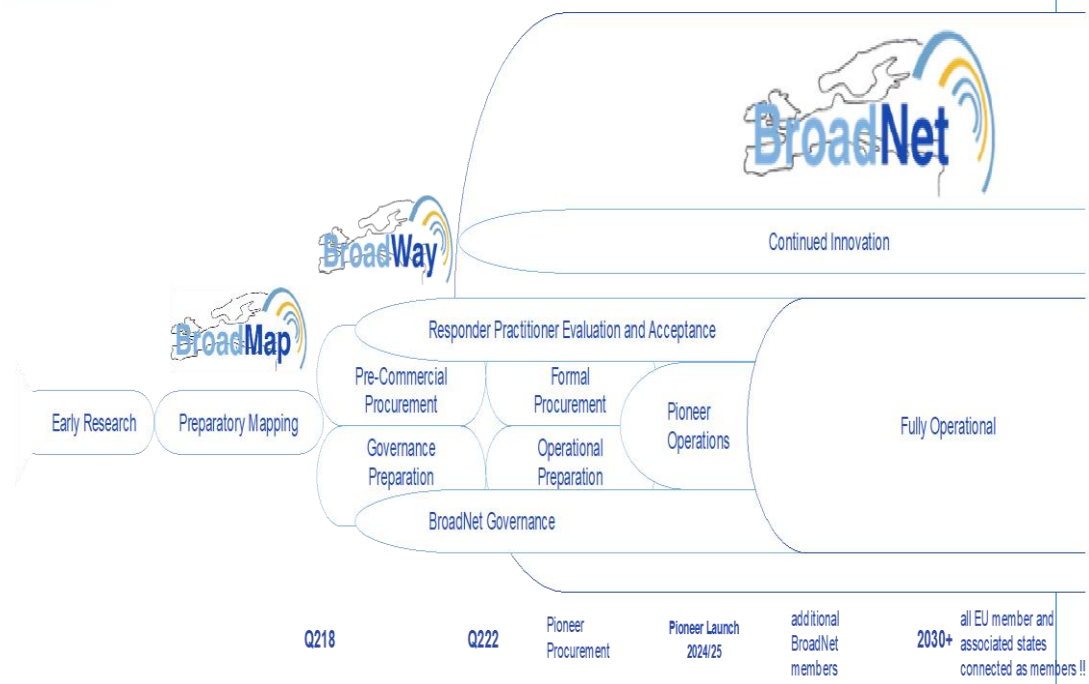 BroadNet
Continued Innovation
BroadWay
BroadMap
Responder Practitioner Evaluation and Acceptance
Early Research
Preparatory Mapping
Pre-Commercial
Procurement
Formal
Procurement
Governance
Preparation
Operational
Preparation
Pioneer
Operations
Fully Operational
BroadNet Governance
Q218
Q222
Pioneer
Procurement
Pioneer Launch
2024/25
additional
BroadNet
members
2030+
all EU member and
associated states
connected as members !!